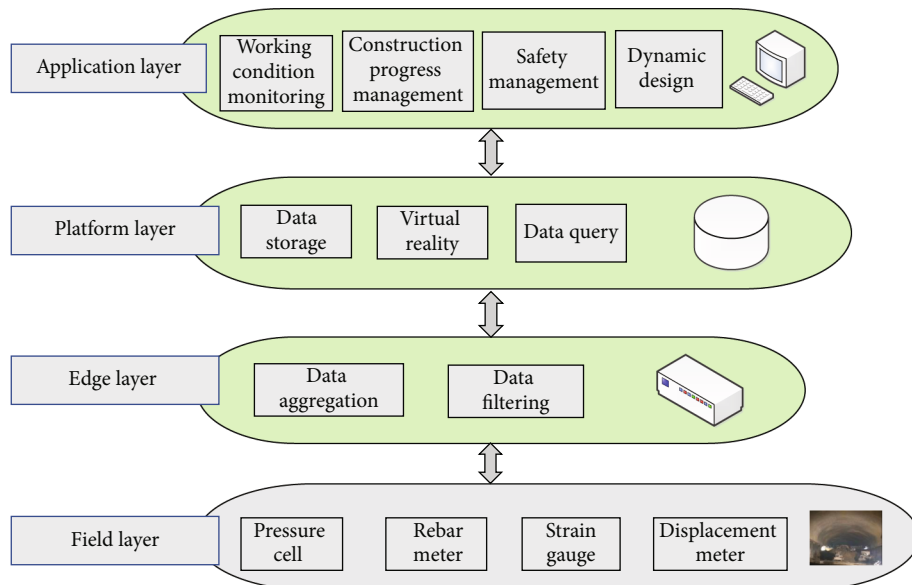 Application layer
Working
condition
monitoring
Construction
progress
management
Safety
management
Dynamic
design
Platform layer
Data
storage
Virtual
reality
Data query
Edge layer
Data
aggregation
Data
filtering
Field layer
Pressure
cell
Rebar
meter
Strain
gauge
Displacement
meter